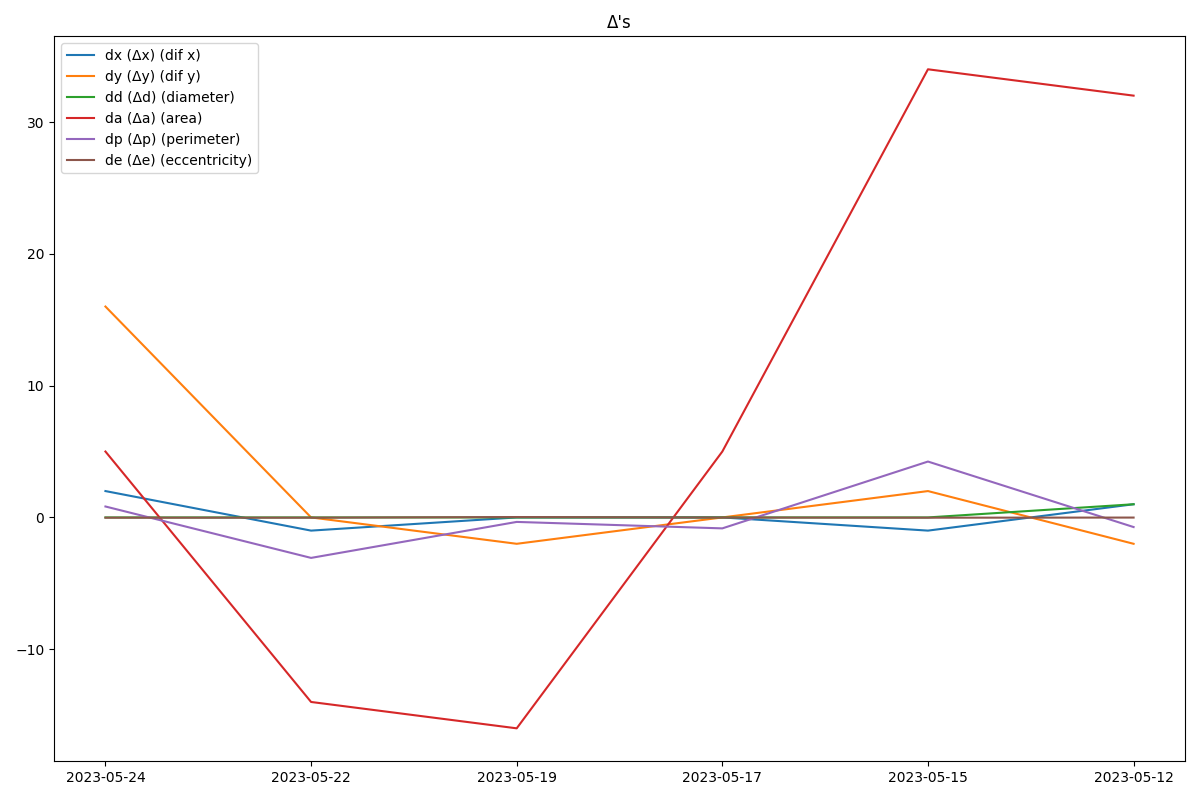 Δ's
dx (Δx) (dif x)
dy (Δy) (dif y)
dd (Δd) (diameter)
da (Δa) (area)
dp (Δp) (perimeter)
de (Δe) (eccentricity)
30
20
10
0
−10
2023-05-24 2023-05-22 2023-05-19 2023-05-17 2023-05-15 2023-05-12